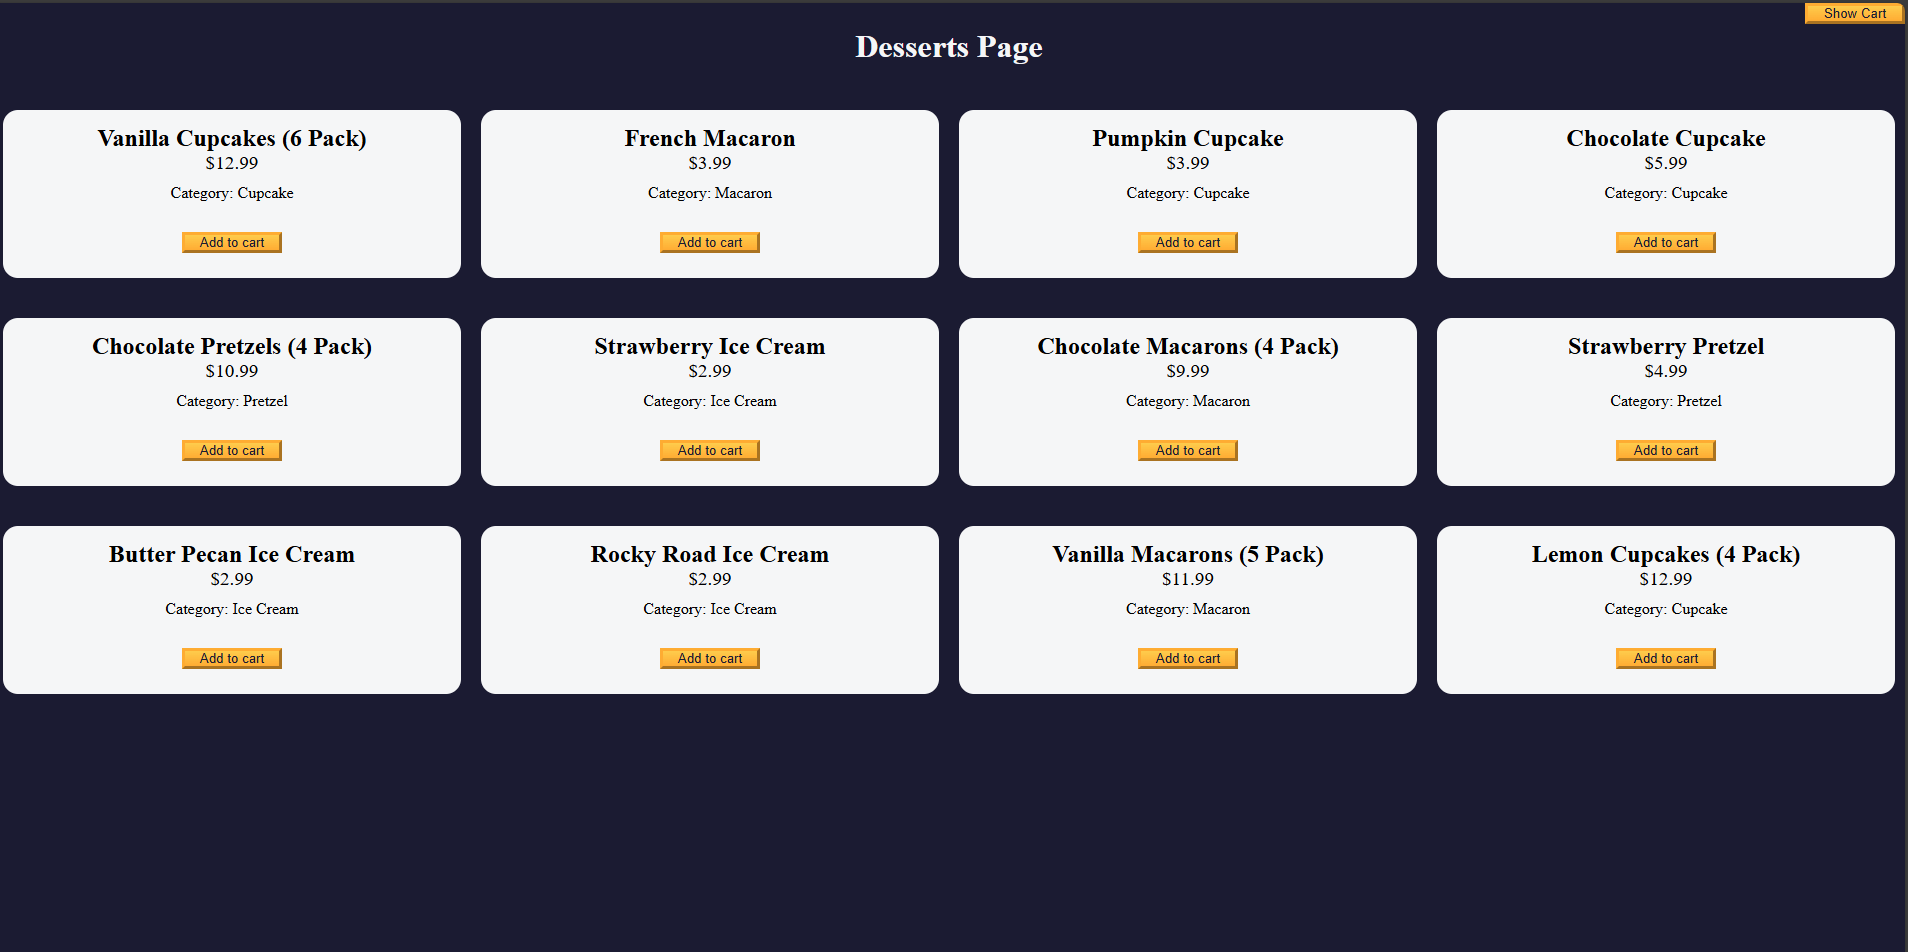 Show Cart
Desserts Page
Vanilla Cupcakes (6 Pack)
$12.99
Category: Cupcake
Add to cart
French Macaron
$3.99
Category: Macaron
Add to cart
Pumpkin Cupcake
$3.99
Category: Cupcake
Add to cart
Chocolate Cupcake
$5.99
Category: Cupcake
Add to cart
Chocolate Pretzels (4 Pack)
$10.99
Category: Pretzel
Add to cart
Strawberry Ice Cream
$2.99
Category: Ice Cream
Add to cart
Chocolate Macarons (4 Pack)
$9.99
Category: Macaron
Add to cart
Strawberry Pretzel
$4.99
Category: Pretzel
Add to cart
Butter Pecan Ice Cream
$2.99
Category: Ice Cream
Add to cart
Rocky Road Ice Cream
$2.99
Category: Ice Cream
Add to cart
Vanilla Macarons (5 Pack)
$11.99
Category: Macaron
Add to cart
Lemon Cupcakes (4 Pack)
$12.99
Category: Cupcake
Add to cart